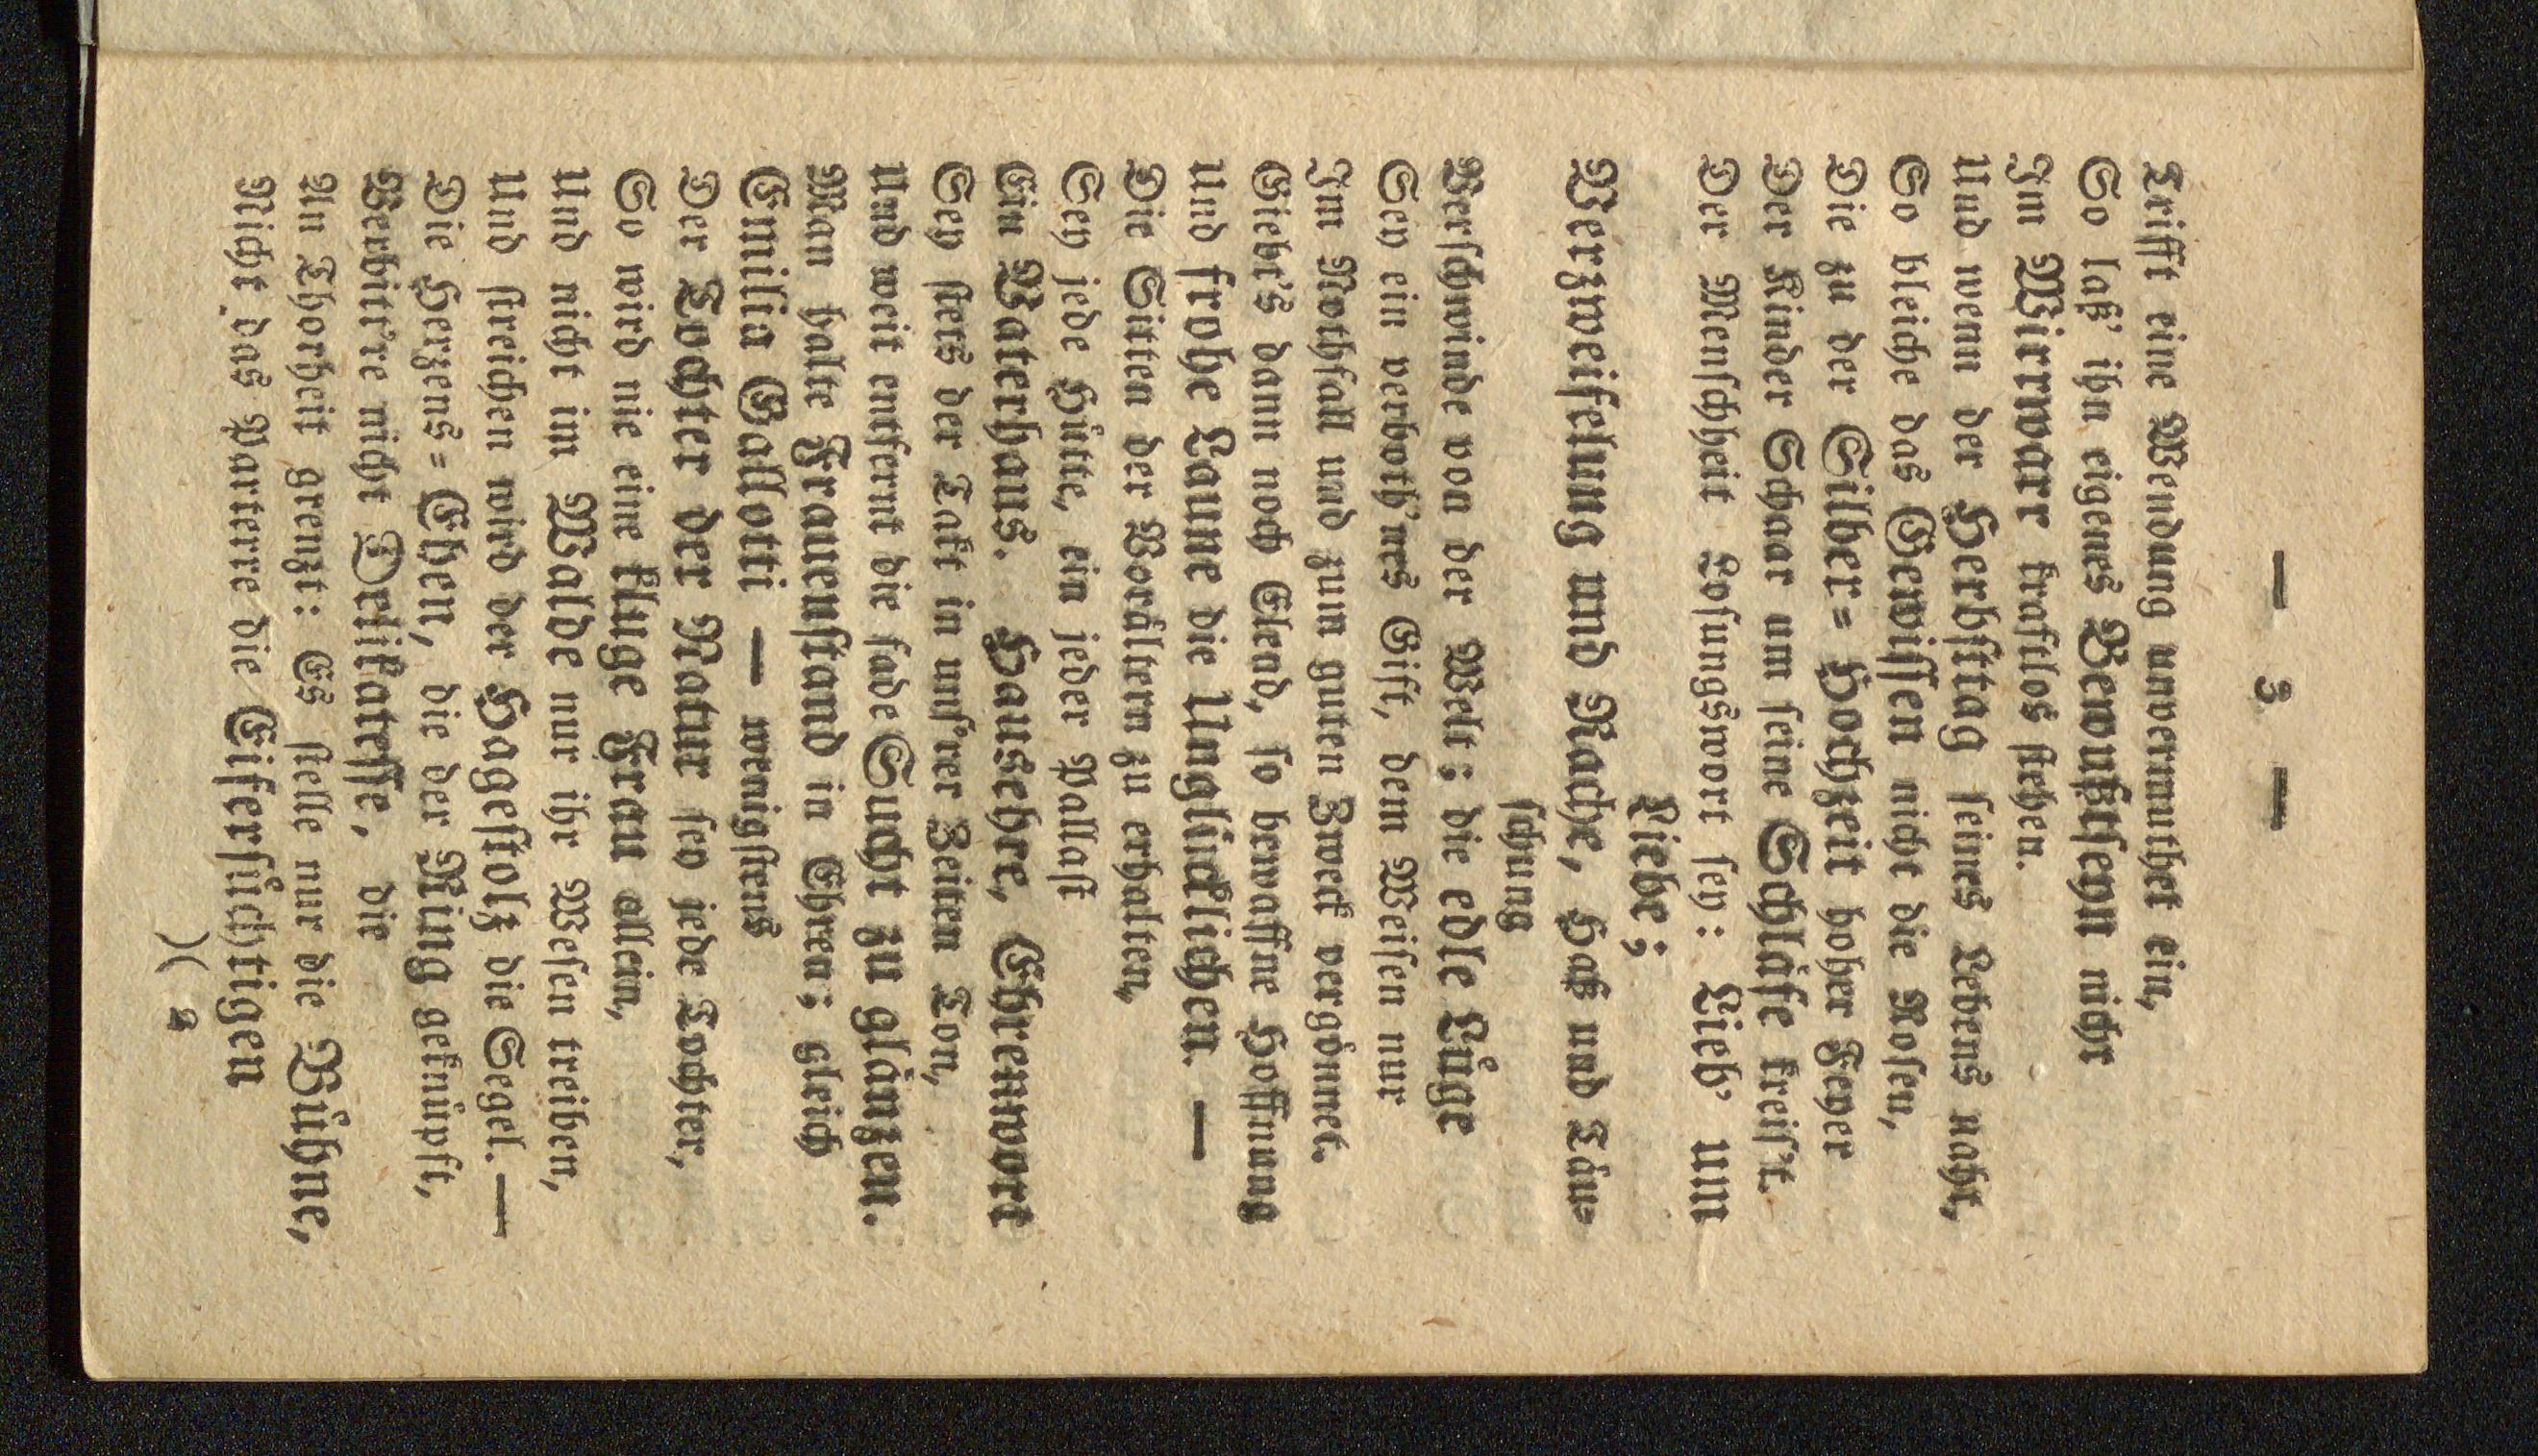 — 3 —
Trifft eine Wendung unvermuthet ein,
So laß' ihn eigenes Bewußtseyn nicht
Im Wirrwarr kraftlos stehen.
Und wenn der Herbsttag seines Lebens naht,
So bleiche das Gewissen nicht die Rosen,
Die zu der Silber= Hochzeit hoher Feyer
Der Kinder Schaar um seine Schläfe kreis't.
Der Menschheit Losungswort sey: Lieb' um
Liebe;
Verzweifelung und Rache, Haß und Täu=
schung
Verschwinde von der Welt; die edle Lüge
Sey ein verboth'nes Gift, dem Weisen nur
Im Nothfall und zum guten Zweck vergönnet.
Giebt's dann noch Elend, so bewaffne Hoffnung
Und frohe Laune die Unglücklichen. —
Die Sitten der Vorältern zu erhalten,
Sey jede Hütte, ein jeder Pallast
Ein Vaterhaus. Hausehre, Ehrenwort
Sey stets der Takt in unsrer Zeiten Ton,
Und weit entfernt die fade Sucht zu glänzen.
Man halte Frauenstand in Ehren; gleich
Emilia Gallotti — wenigstens
Der Tochter der Natur sey jede Tochter,
So wird nie eine kluge Frau allein,
Und nicht im Walde nur ihr Wesen treiben,
Und streichen wird der Hagestolz die Segel. —
Die Herzens= Ehen, die der Ring geknüpft,
Verbitt're nicht Delikatesse, die
An Thorheit grenzt: Es stelle nur die Bühne,
Nicht das Parterre die Eifersüchtigen
)( 2